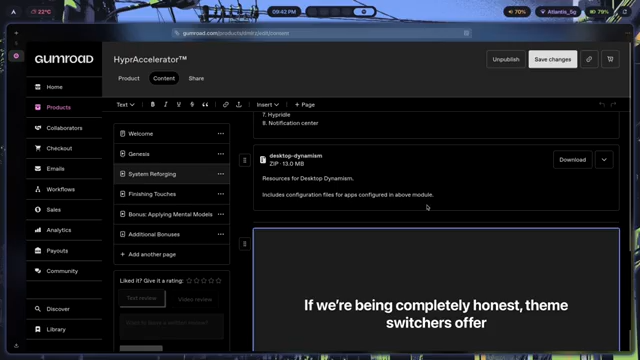 22°C
09:42 PM
70%
Atlantis_5g
79%
gumroad
HyprAccelerator™
Unpublish
Save changes
Product
Content
Share
Text
B
I
U
S
Insert
+ Page
Home
Products
Collaborators
Checkout
Emails
Workflows
Sales
Analytics
Payouts
Community
Discover
Library
Welcome
Genesis
System Reforging
Finishing Touches
Bonus: Applying Mental Models
Additional Bonuses
Add another page
Liked it? Give it a rating:
Text review
Video review
7. Hypridle
8. Notification center
desktop-dynamism
ZIP · 13.0 MB
Download
Resources for Desktop Dynamism.
Includes configuration files for apps configured in above module.
If we're being completely honest, theme
switchers offer